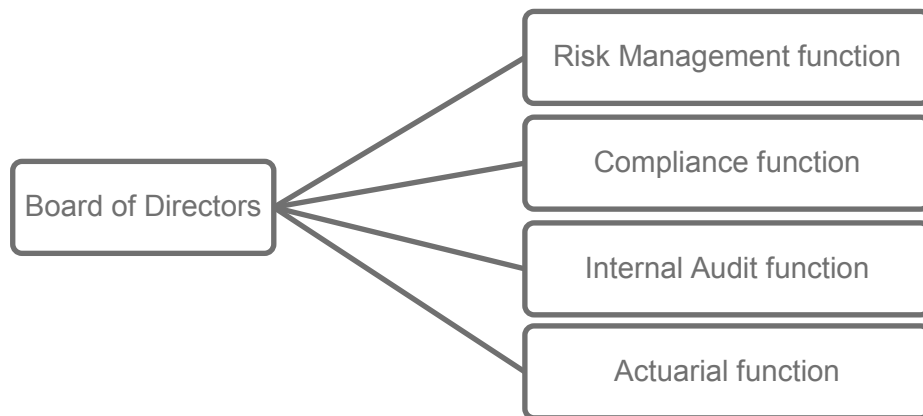 Risk Management function
Compliance function
Board of Directors
Internal Audit function
Actuarial function